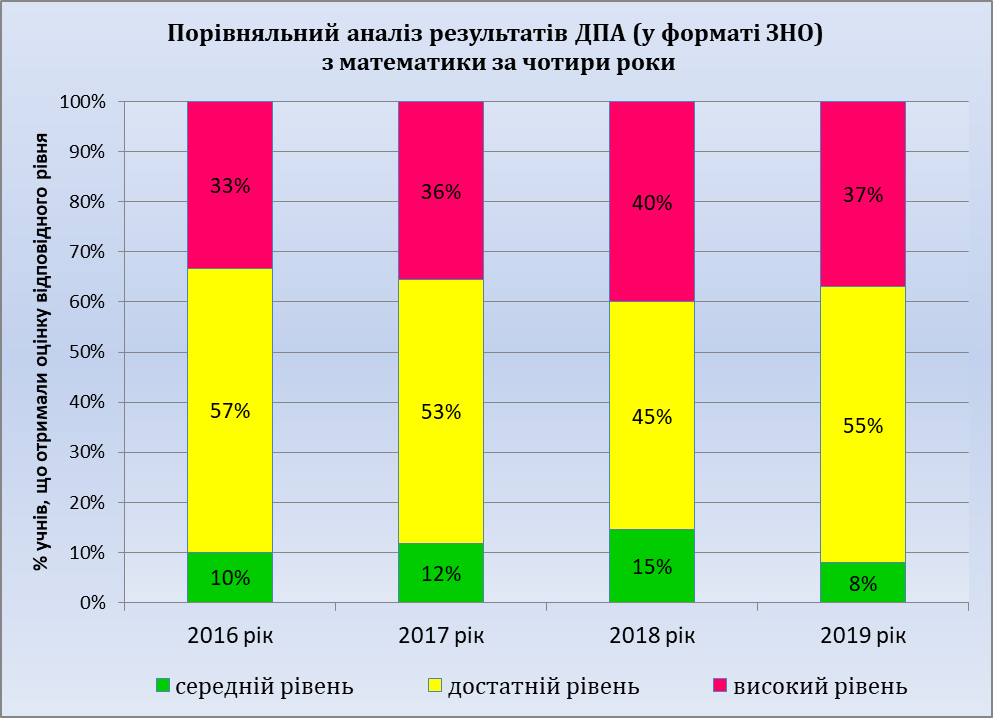 Порівняльний аналіз результатів ДПА (у форматі ЗНО)
з математики за чотири роки
% учнів, що отримали оцінку відповідного рівня
100%
90%
80%
70%
60%
50%
40%
30%
20%
10%
0%
33%
36%
40%
37%
57%
53%
45%
55%
10%
12%
15%
8%
2016 рік
2017 рік
2018 рік
2019 рік
середній рівень
достатній рівень
високий рівень